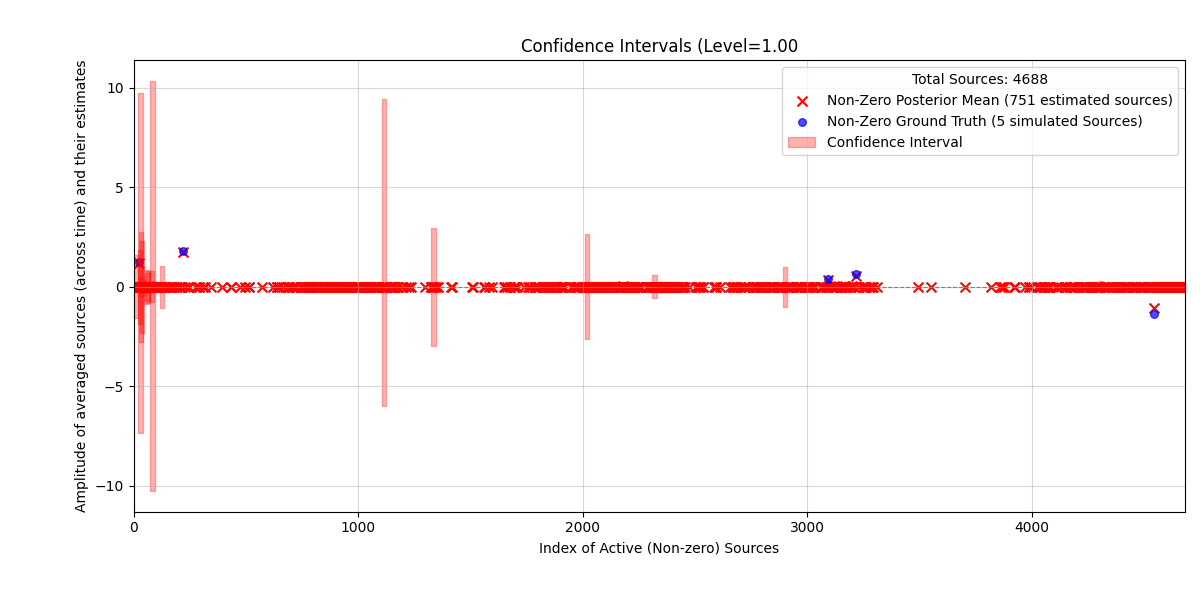 Confidence Intervals (Level=1.00
Total Sources: 4688
Non-Zero Posterior Mean (751 estimated sources)
Non-Zero Ground Truth (5 simulated Sources)
Confidence Interval
Amplitude of averaged sources (across time) and their estimates
10
5
0
−5
−10
0 1000 2000 3000 4000
Index of Active (Non-zero) Sources